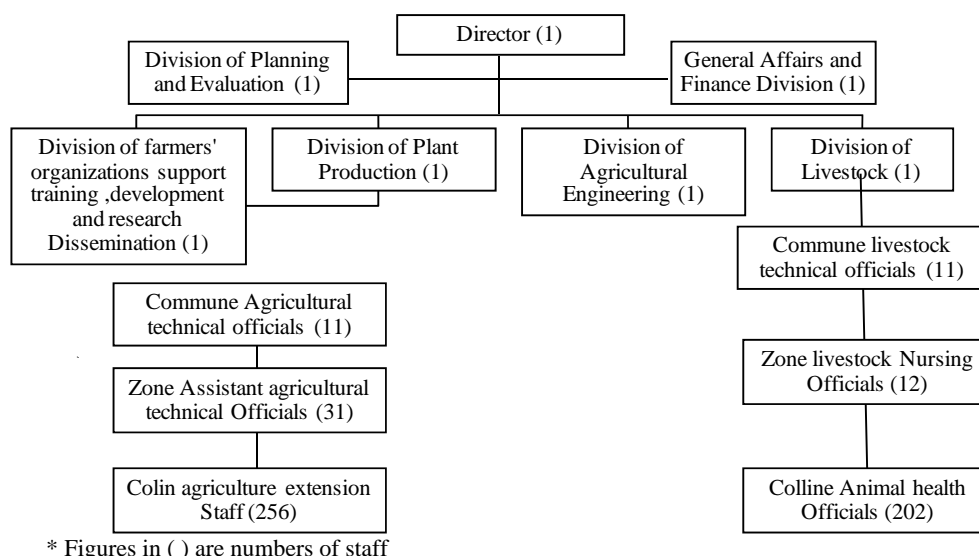 Director (1)
Division of Planning
and Evaluation (1)
General Affairs and
Finance Division (1)
Division of farmers'
organizations support
training ,development
and research
Dissemination (1)
Division of Plant
Production (1)
Division of
Agricultural
Engineering (1)
Division of
Livestock (1)
Commune livestock
technical officials (11)
Commune Agricultural
technical officials (11)
Zone livestock Nursing
Officials (12)
Zone Assistant agricultural
technical Officials (31)
Colin agriculture extension
Staff (256)
Colline Animal health
Officials (202)
* Figures in ( ) are numbers of staff